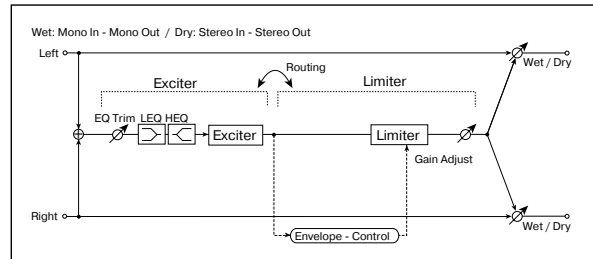 Wet: Mono In - Mono Out / Dry: Stereo In - Stereo Out
Left
Wet / Dry
Routing
Exciter
Limiter
EQ Trim
LEQ
HEQ
Exciter
Limiter
Gain Adjust
Right
Wet / Dry
Envelope - Control